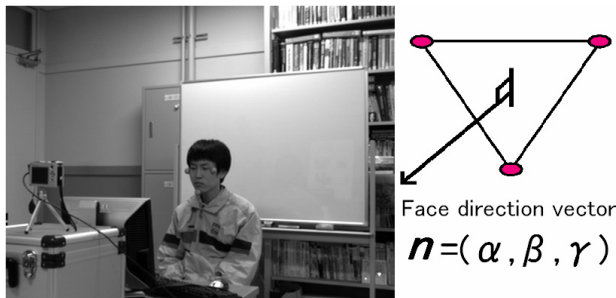 Face direction vector
n=(α,β,γ)